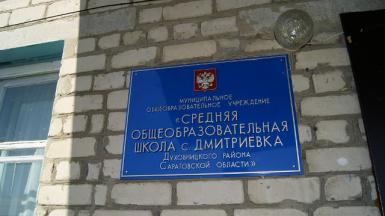 МУНИЦИПАЛЬНОЕ
ОБЩЕОБРАЗОВАТЕЛЬНОЕ УЧРЕЖДЕНИЕ
«СРЕДНЯЯ
ОБЩЕОБРАЗОВАТЕЛЬНАЯ
ШКОЛА С. ДМИТРИЕВКА
ДУХОВНИЦКОГО РАЙОНА
САРАТОВСКОЙ ОБЛАСТИ»